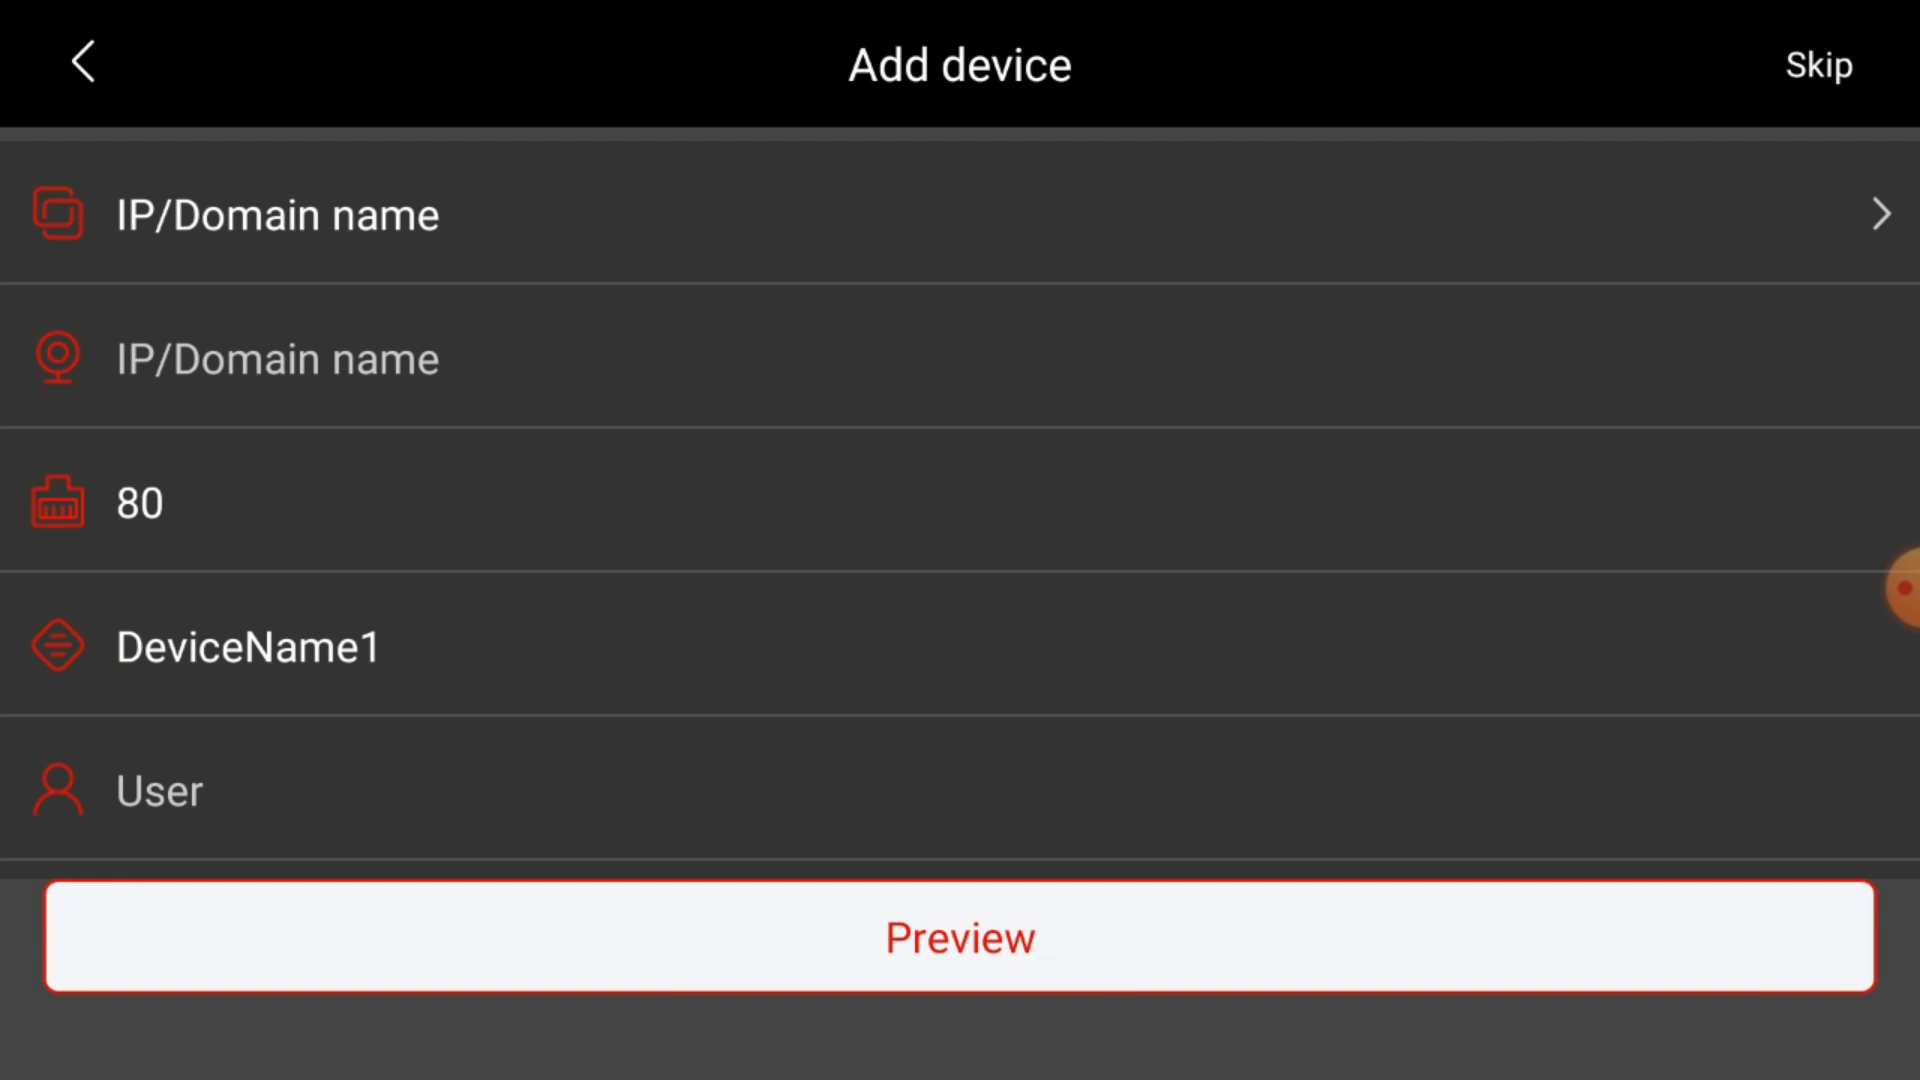 Add device
Skip
IP/Domain name
IP/Domain name
80
DeviceName1
User
Preview